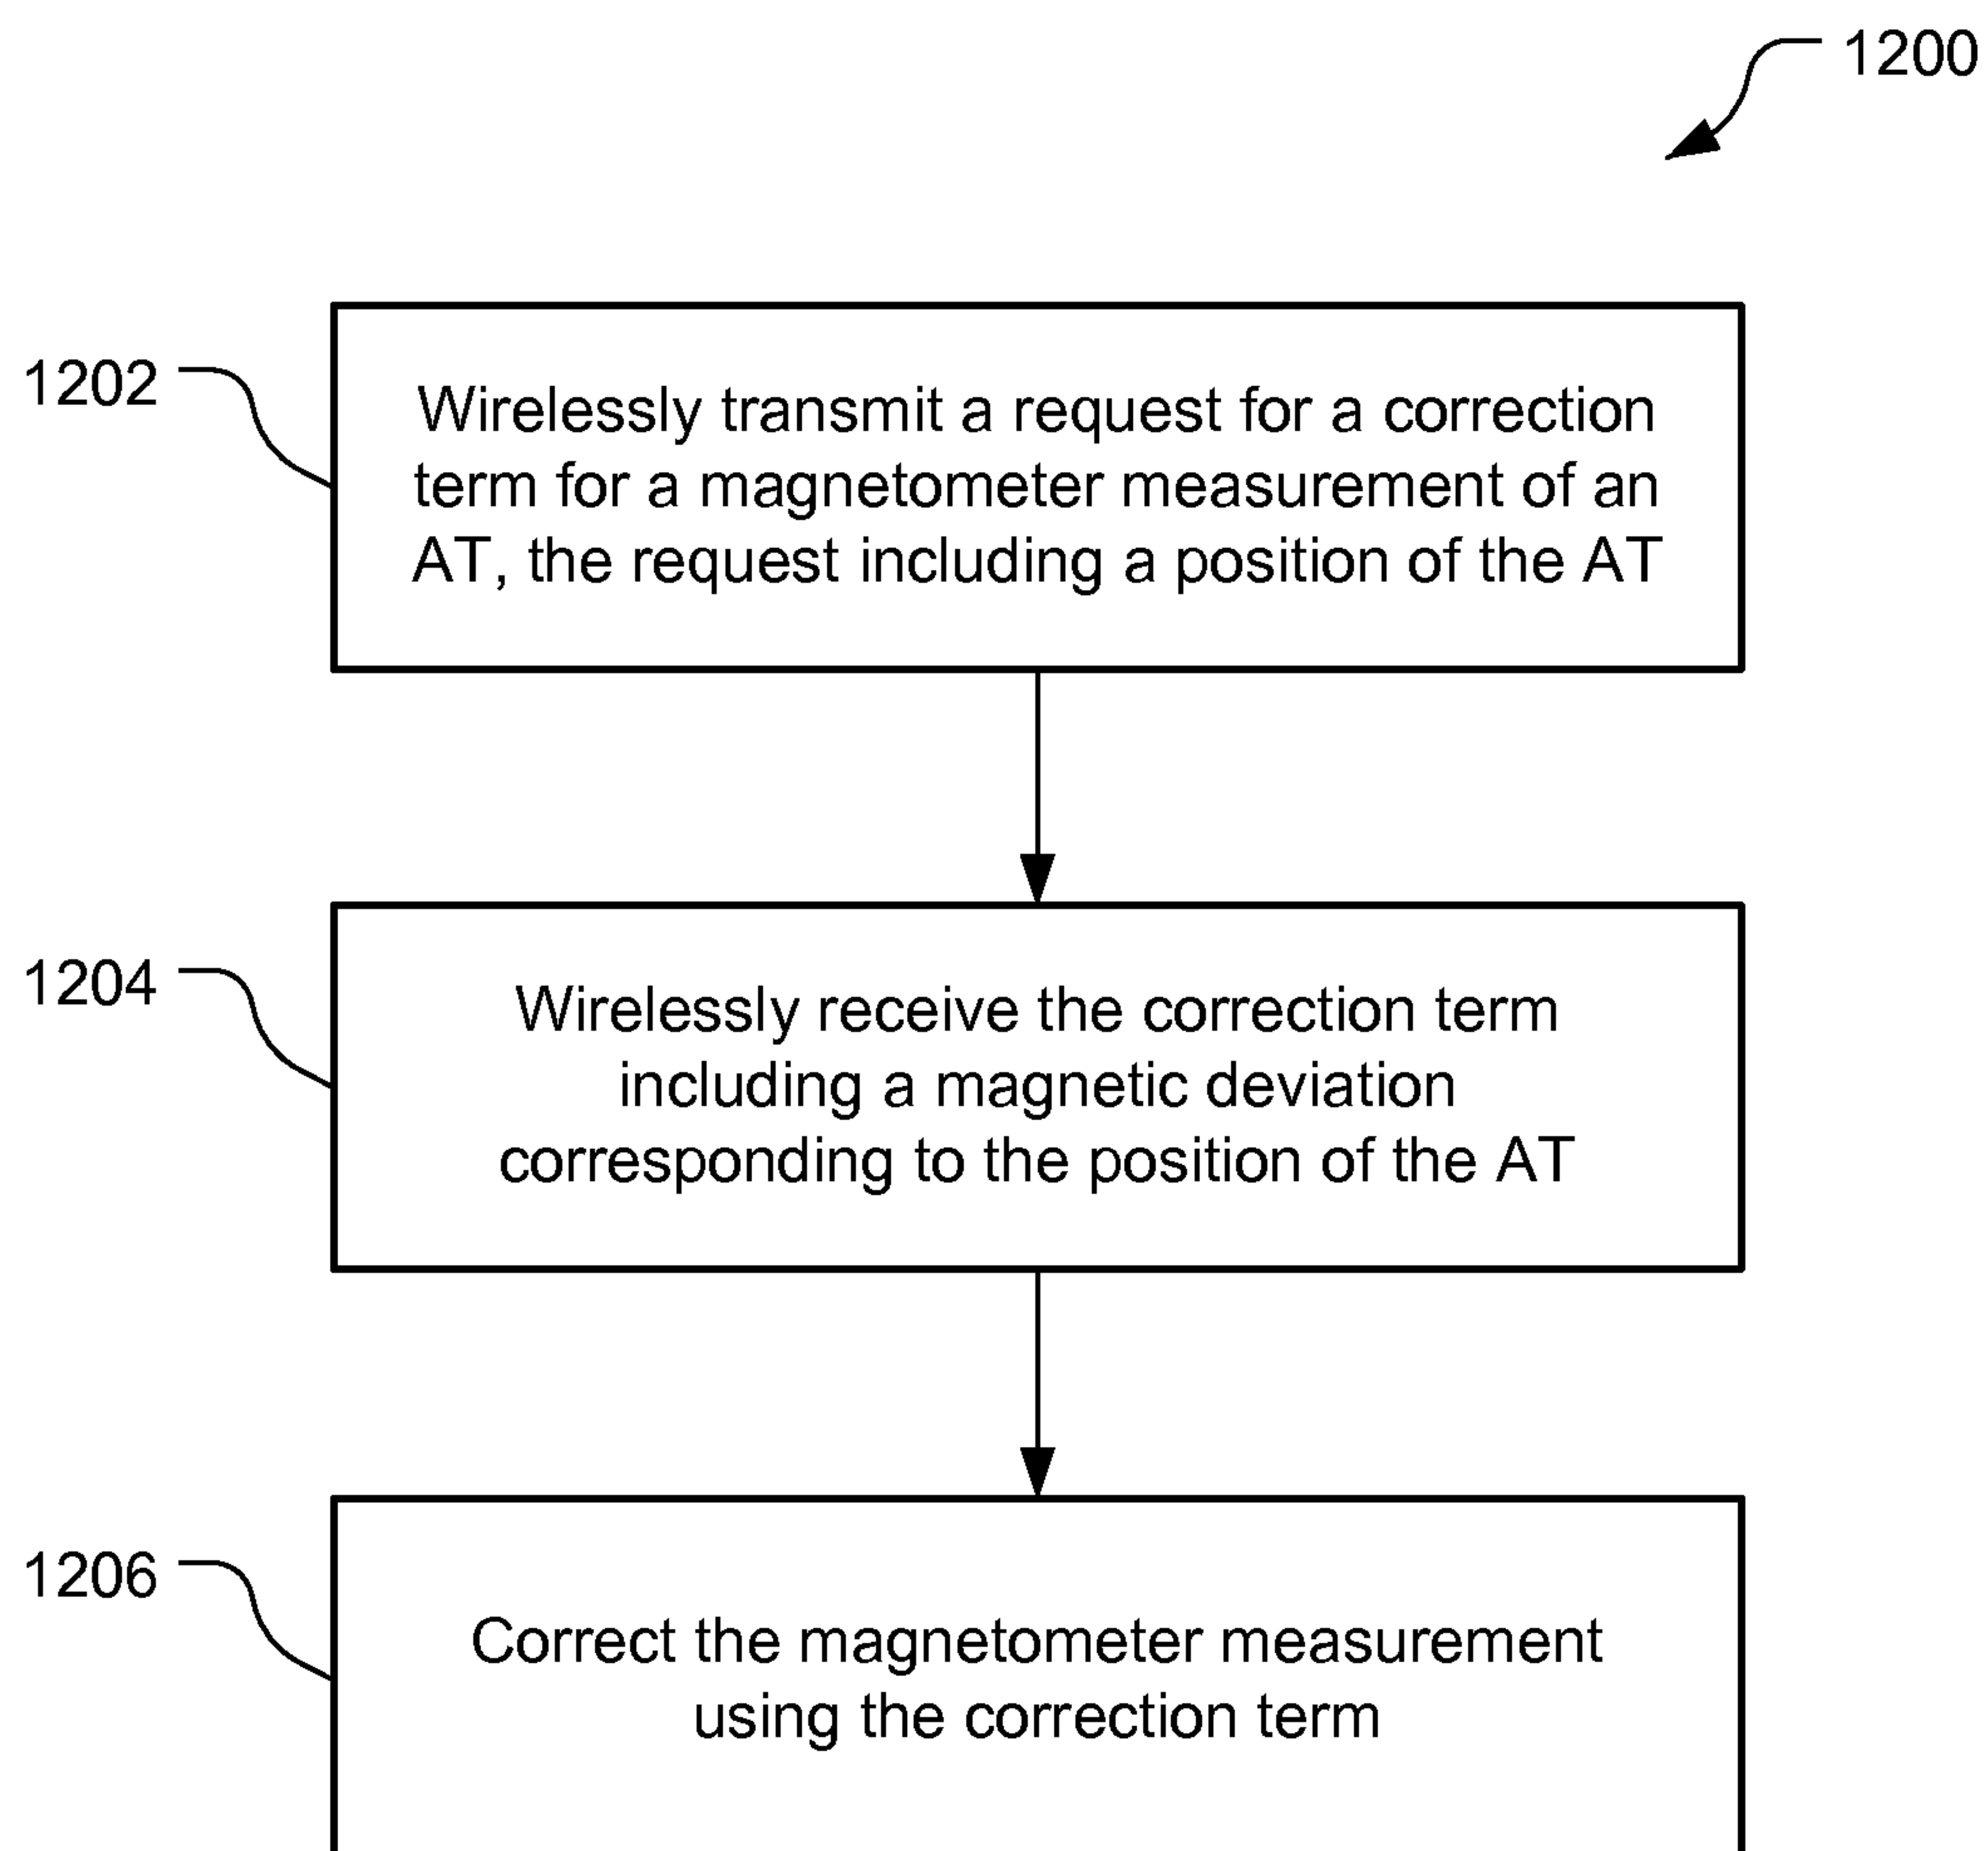 1200
1202
Wirelessly transmit a request for a correction
term for a magnetometer measurement of an
AT, the request including a position of the AT
1204
Wirelessly receive the correction term
including a magnetic deviation
corresponding to the position of the AT
1206
Correct the magnetometer measurement
using the correction term